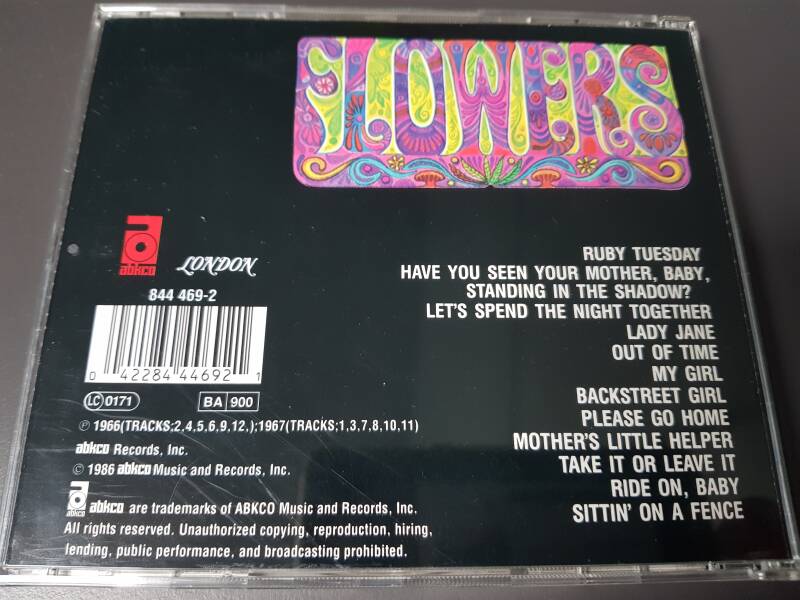 FLOWERS
abkco
LONDON
844 469-2
0 42284 44692 1
LC 0171
BA 900
RUBY TUESDAY
HAVE YOU SEEN YOUR MOTHER, BABY,
STANDING IN THE SHADOW?
LET'S SPEND THE NIGHT TOGETHER
LADY JANE
OUT OF TIME
MY GIRL
BACKSTREET GIRL
PLEASE GO HOME
MOTHER'S LITTLE HELPER
TAKE IT OR LEAVE IT
RIDE ON, BABY
SITTIN' ON A FENCE
℗ 1966(TRACKS;2,4,5,6,9,12,);1967(TRACKS;1,3,7,8,10,11)
abkco Records, Inc.
© 1986 abkco Music and Records, Inc.
abkco abkco are trademarks of ABKCO Music and Records, Inc.
All rights reserved. Unauthorized copying, reproduction, hiring,
lending, public performance, and broadcasting prohibited.